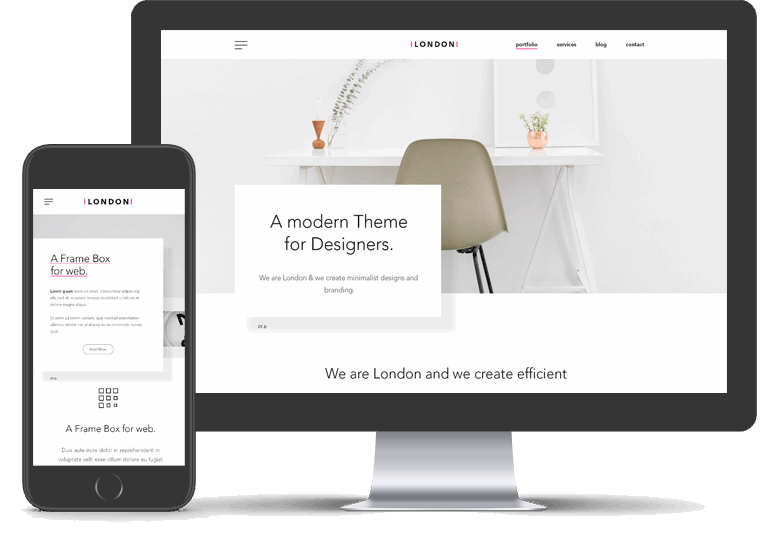 |LONDON|
portfolio services blog contact
A modern Theme
for Designers.
We are London & we create minimalist designs and
branding.
01.b
We are London and we create efficient
|LONDON|
A Frame Box
for web.
Lorem ipsum dolor sit amet, consectetur adipiscing
elit, sed do eiusmod tempor incididunt ut labore et
dolore magna aliqua.
Ut enim ad minim veniam, quis nostrud exercitation
ullamco laboris nisi ut aliquip ex ea commodo conse
quat.
Read More
01.b
A Frame Box for web.
Duis aute irure dolor in reprehenderit in
voluptate velit esse cillum dolore eu fugiat